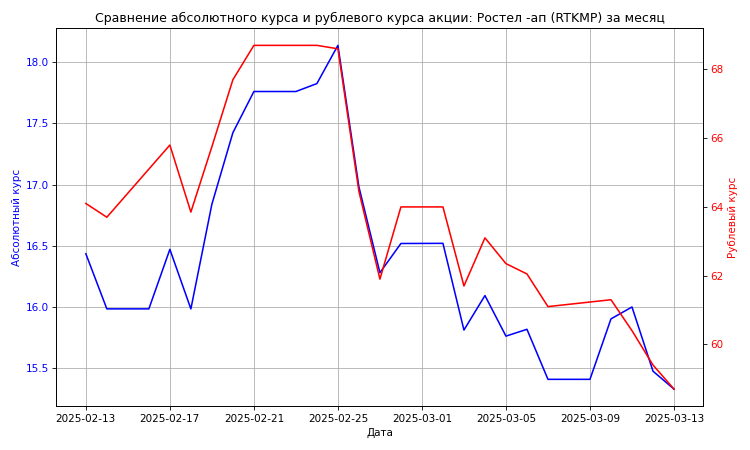 Сравнение абсолютного курса и рублевого курса акции: Ростел -ап (RTKMP) за месяц
18.0
17.5
17.0
16.5
16.0
15.5
Абсолютный курс
68
66
64
62
60
Рублевый курс
2025-02-13 2025-02-17 2025-02-21 2025-02-25 2025-03-01 2025-03-05 2025-03-09 2025-03-13
Дата